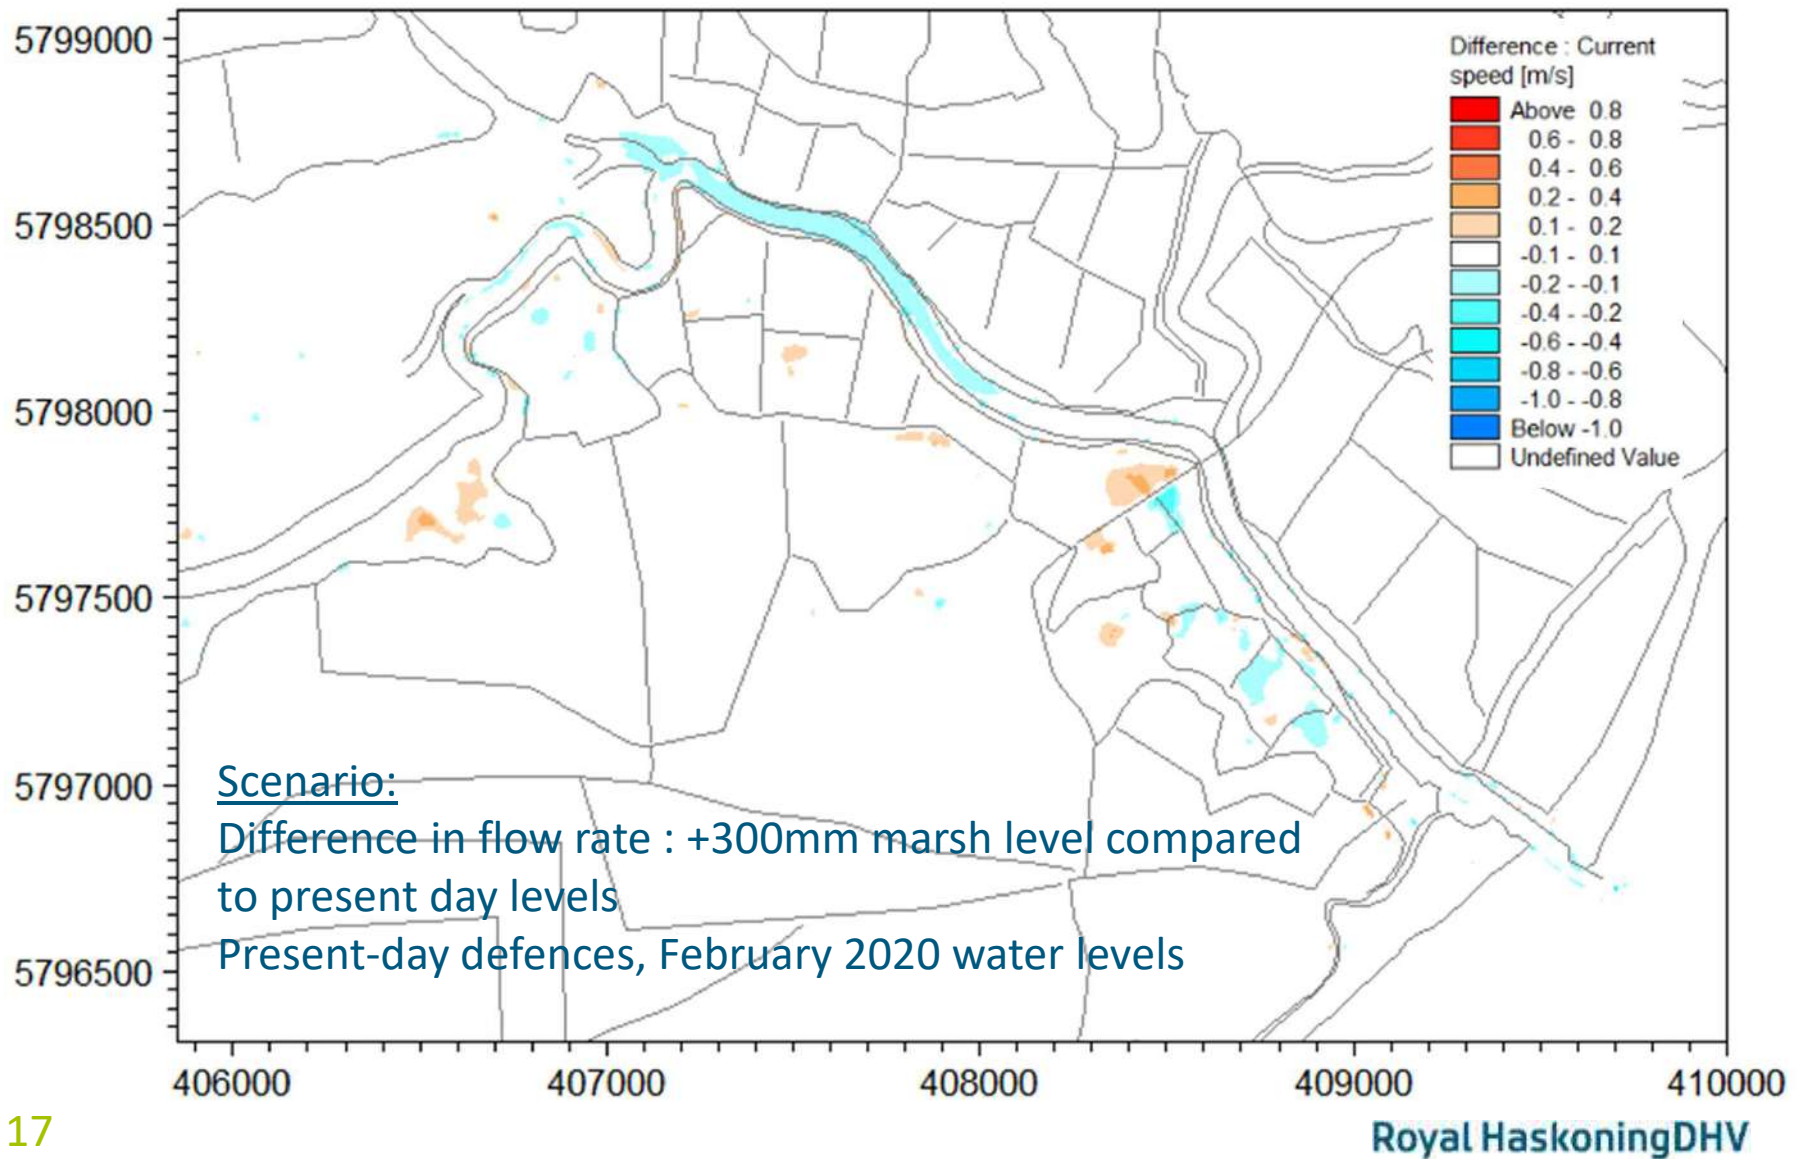 5799000
5798500
5798000
5797500
5797000
5796500
Difference : Current
speed [m/s]
Above 0.8
0.6 - 0.8
0.4 - 0.6
0.2 - 0.4
0.1 - 0.2
-0.1 - 0.1
-0.2 - -0.1
-0.4 - -0.2
-0.6 - -0.4
-0.8 - -0.6
-1.0 - -0.8
Below -1.0
Undefined Value
Scenario:
Difference in flow rate : +300mm marsh level compared
to present day levels
Present-day defences, February 2020 water levels
406000 407000 408000 409000 410000
17
Royal HaskoningDHV